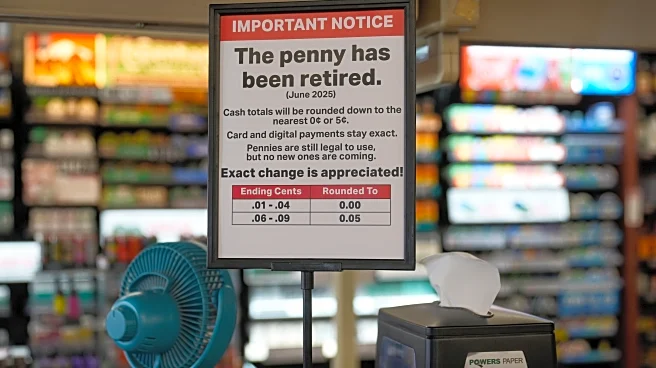 IMPORTANT NOTICE
The penny has
been retired.
(June 2025)
Cash totals will be rounded down to the
nearest 0¢ or 5¢.
Card and digital payments stay exact.
Pennies are still legal to use,
but no new ones are coming.
Exact change is appreciated!
Ending Cents Rounded To
.01 - .04 0.00
.06 - .09 0.05
POWERS PAPER